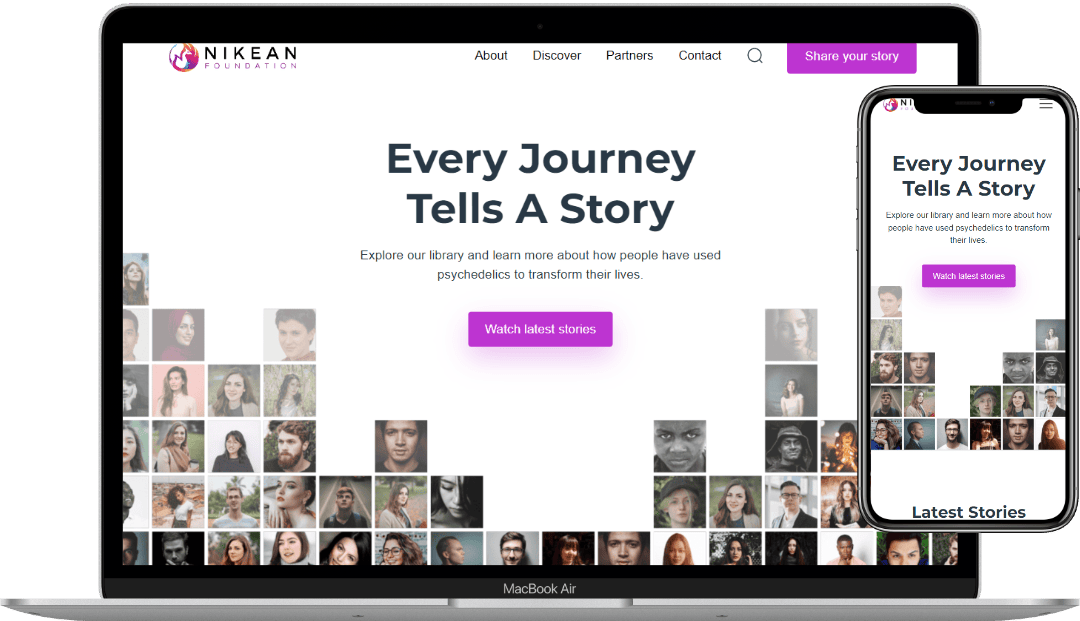 NIKEAN
FOUNDATION
About
Discover
Partners
Contact
Share your story
Every Journey
Tells A Story
Explore our library and learn more about how people have used
psychedelics to transform their lives.
Watch latest stories
MacBook Air
NI
Every Journey
Tells A Story
Explore our library and learn more about how
people have used psychedelics to transform
their lives.
Watch latest stories
Latest Stories